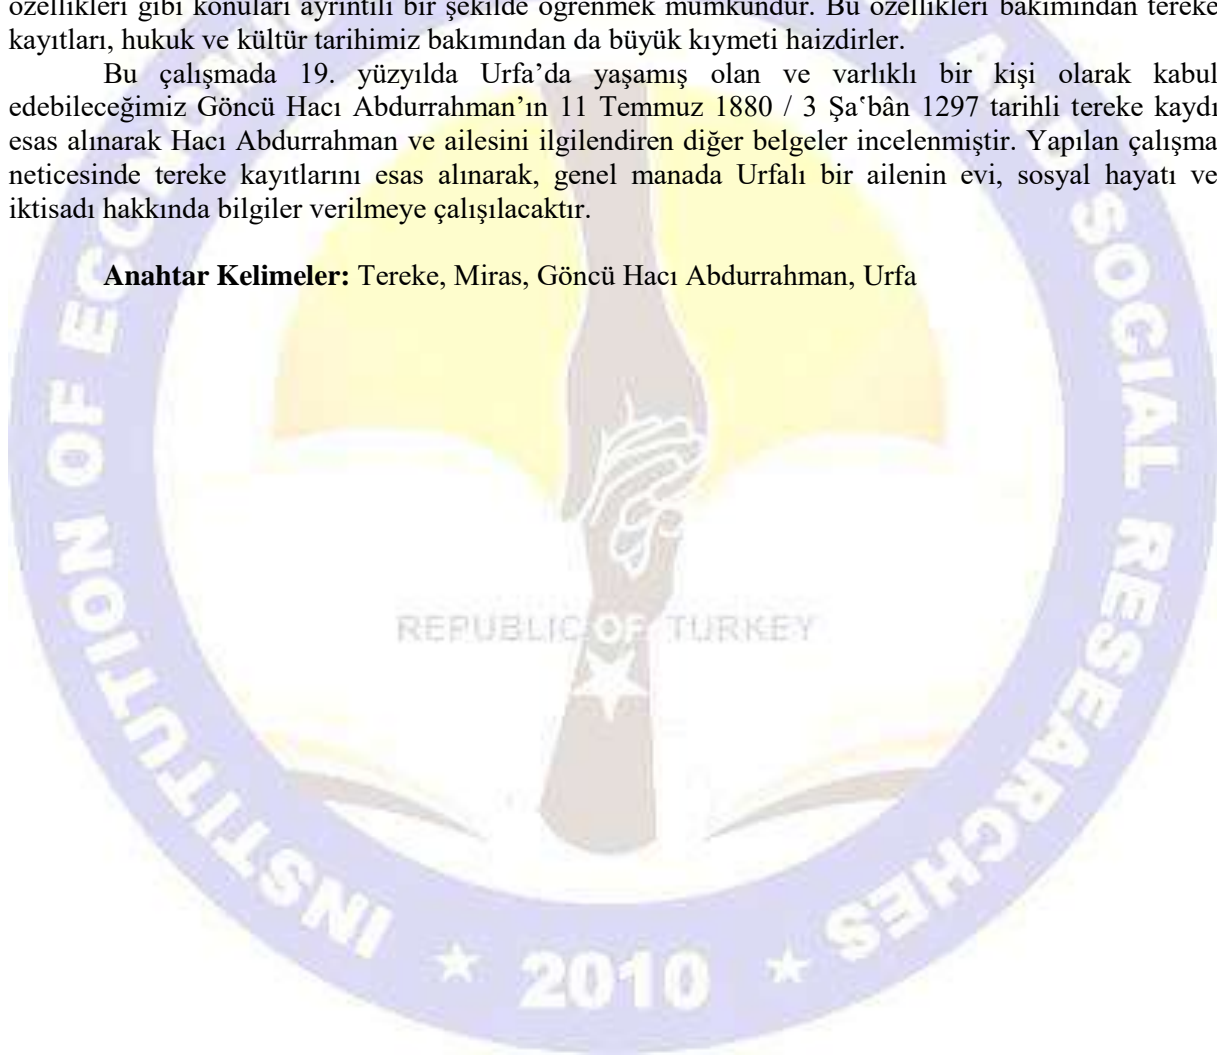 özellikleri gibi konuları ayrıntılı bir şekilde öğrenmek mümkündür. Bu özellikleri bakımından tereke
kayıtları, hukuk ve kültür tarihimiz bakımından da büyük kıymeti haizdirler.
Bu çalışmada 19. yüzyılda Urfa’da yaşamış olan ve varlıklı bir kişi olarak kabul
edebileceğimiz Göncü Hacı Abdurrahman’ın 11 Temmuz 1880 / 3 Şa‛bân 1297 tarihli tereke kaydı
esas alınarak Hacı Abdurrahman ve ailesini ilgilendiren diğer belgeler incelenmiştir. Yapılan çalışma
neticesinde tereke kayıtlarını esas alınarak, genel manada Urfalı bir ailenin evi, sosyal hayatı ve
iktisadı hakkında bilgiler verilmeye çalışılacaktır.
Anahtar Kelimeler: Tereke, Miras, Göncü Hacı Abdurrahman, Urfa
INSTITUTION OF SOCIAL RESEARCHES
REPUBLIC OF TURKEY
2010